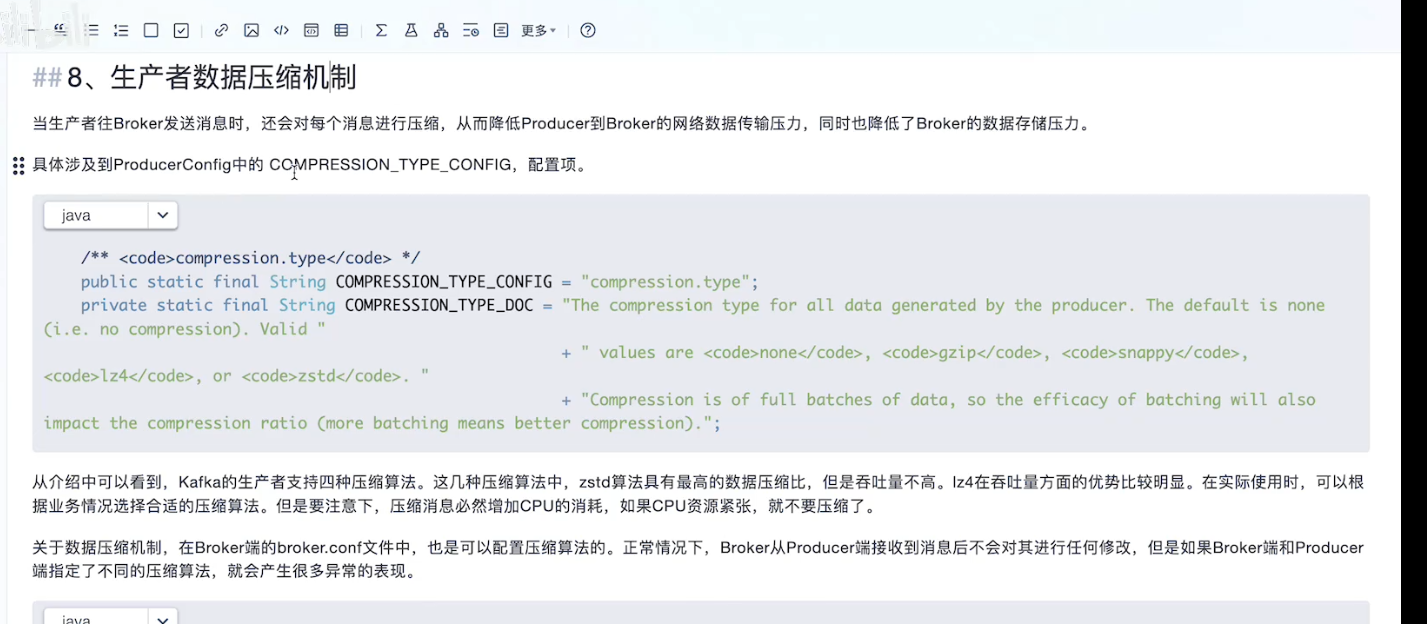 更多
## 8、生产者数据压缩机制
当生产者往Broker发送消息时，还会对每个消息进行压缩，从而降低Producer到Broker的网络数据传输压力，同时也降低了Broker的数据存储压力。
具体涉及到ProducerConfig中的 COMPRESSION_TYPE_CONFIG，配置项。
java
/** <code>compression.type</code> */
public static final String COMPRESSION_TYPE_CONFIG = "compression.type";
private static final String COMPRESSION_TYPE_DOC = "The compression type for all data generated by the producer. The default is none
(i.e. no compression). Valid "
+ " values are <code>none</code>, <code>gzip</code>, <code>snappy</code>,
<code>lz4</code>, or <code>zstd</code>. "
+ "Compression is of full batches of data, so the efficacy of batching will also
impact the compression ratio (more batching means better compression).";
从介绍中可以看到，Kafka的生产者支持四种压缩算法。这几种压缩算法中，zstd算法具有最高的数据压缩比，但是吞吐量不高。lz4在吞吐量方面的优势比较明显。在实际使用时，可以根
据业务情况选择合适的压缩算法。但是要注意下，压缩消息必然增加CPU的消耗，如果CPU资源紧张，就不要压缩了。
关于数据压缩机制，在Broker端的broker.conf文件中，也是可以配置压缩算法的。正常情况下，Broker从Producer端接收到消息后不会对其进行任何修改，但是如果Broker端和Producer
端指定了不同的压缩算法，就会产生很多异常的表现。
java